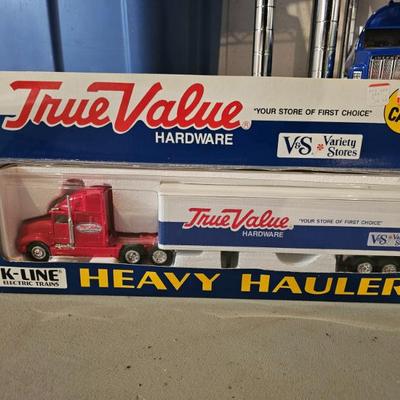 True Value®
HARDWARE
"YOUR STORE OF FIRST CHOICE"
V&S Variety
Stores
True Value®
HARDWARE
"YOUR STORE OF FIRST CHOICE"
V&S
K-LINE®
ELECTRIC TRAINS
HEAVY HAULER